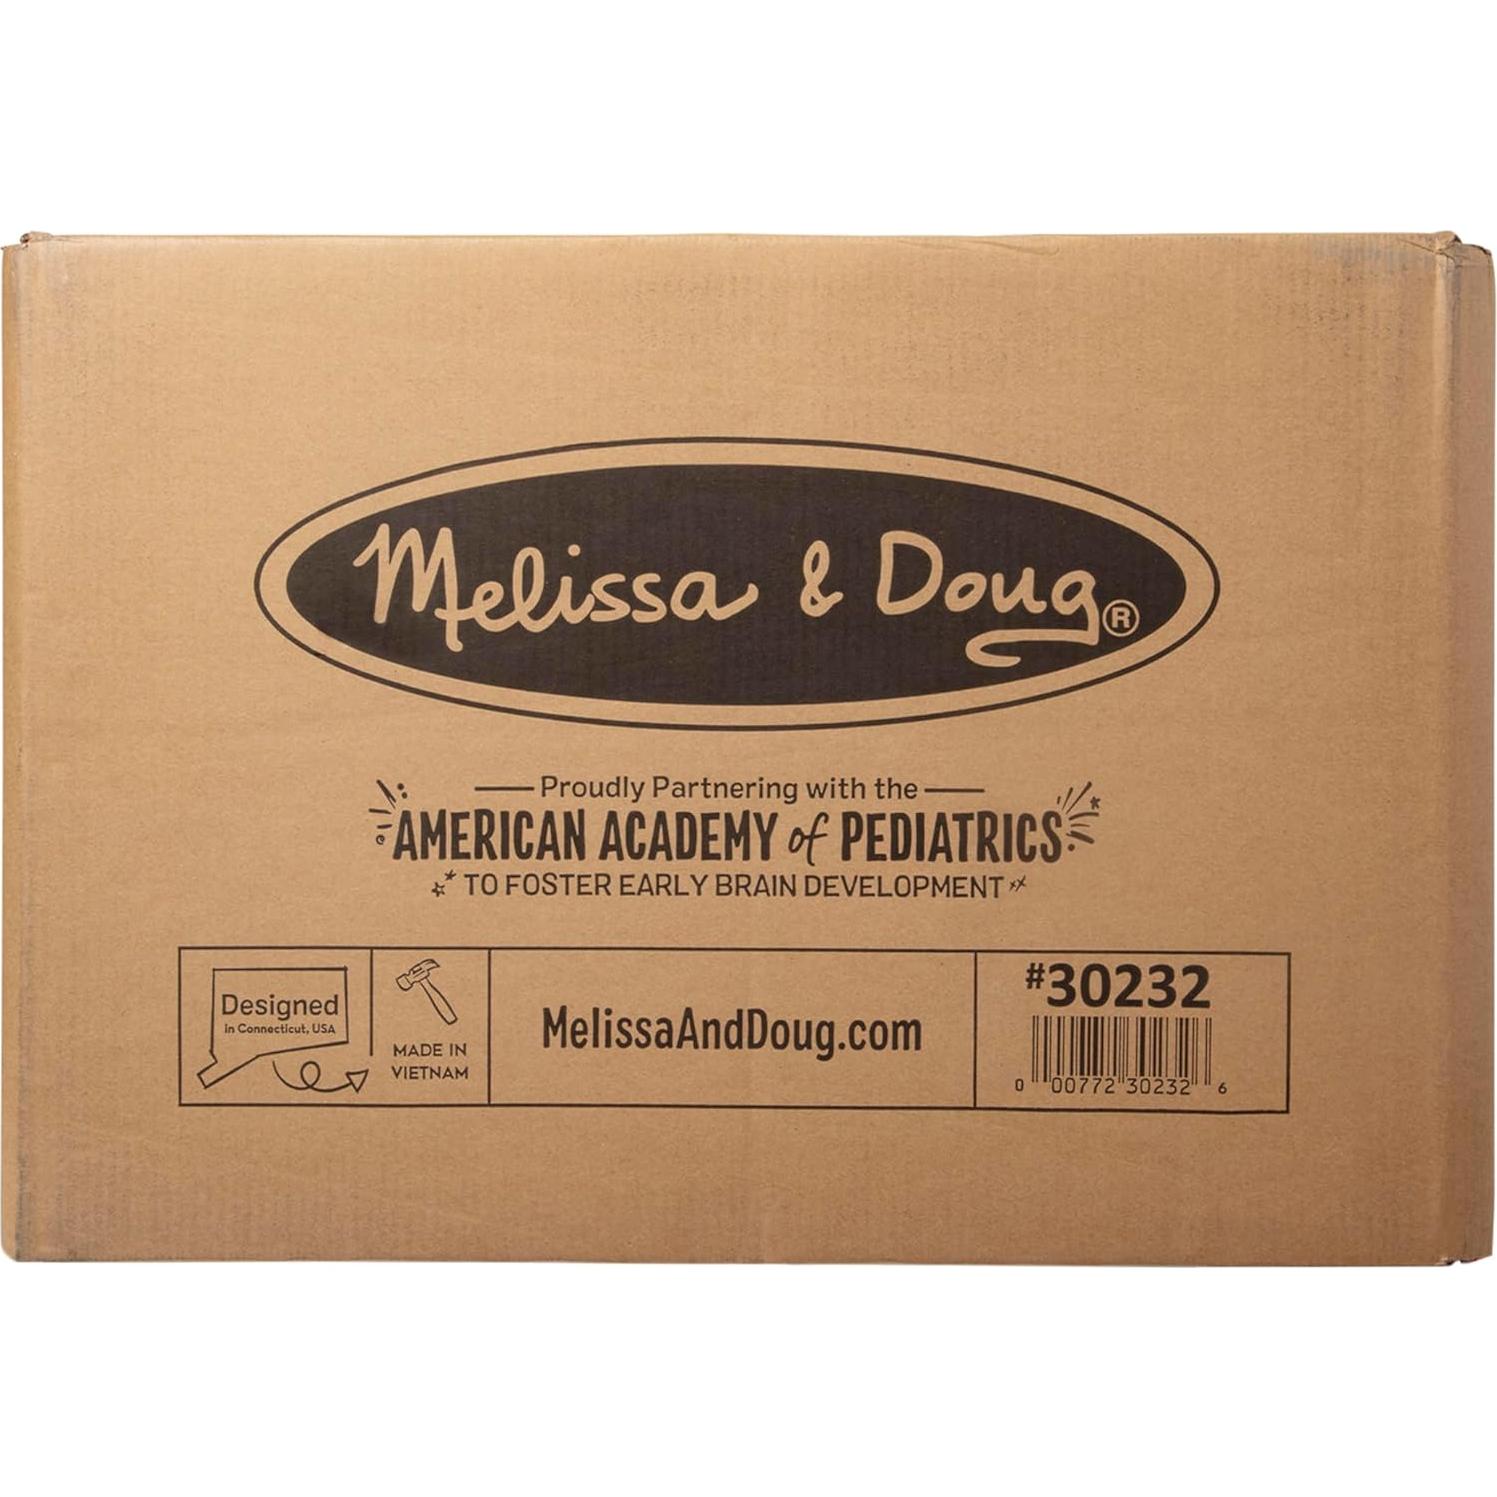 Melissa & Doug®
Proudly Partnering with the
AMERICAN ACADEMY of PEDIATRICS
TO FOSTER EARLY BRAIN DEVELOPMENT
Designed
in Connecticut, USA
MADE IN
VIETNAM
MelissaAndDoug.com
#30232
0 00772 30232 6